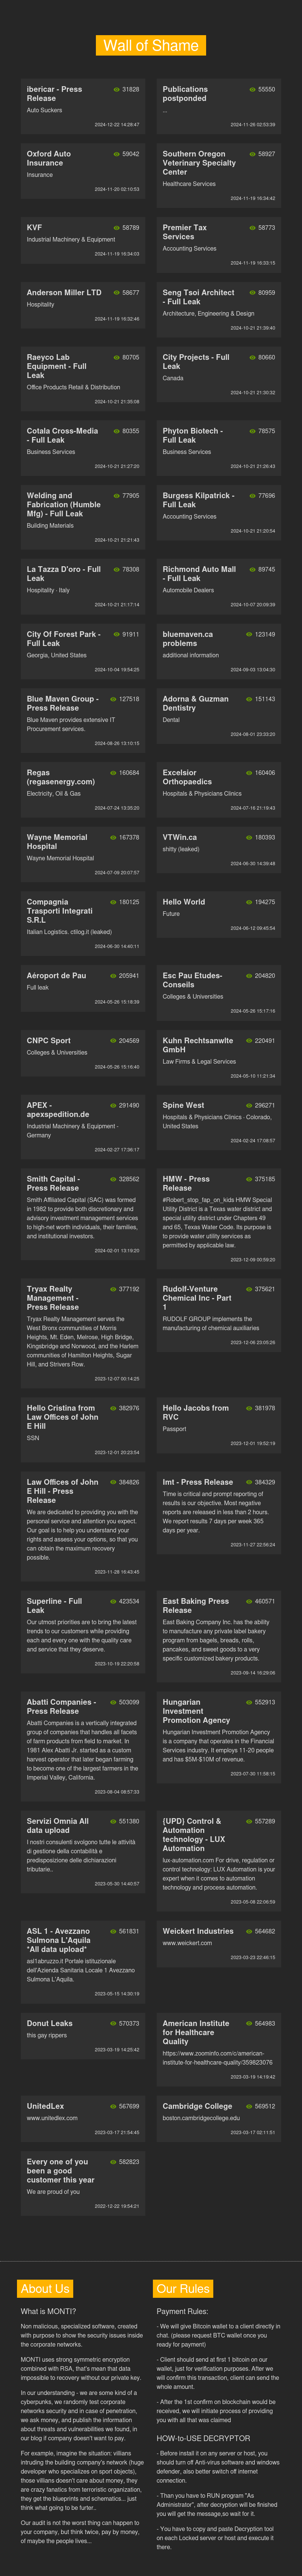 Wall of Shame
ibericar - Press
Release
31828
Auto Suckers
2024-12-22 14:28:47
Publications
postponded
55550
...
2024-11-26 02:53:39
Oxford Auto
Insurance
59042
Insurance
2024-11-20 02:10:53
Southern Oregon
Veterinary Specialty
Center
58927
Healthcare Services
2024-11-19 16:34:42
KVF
58789
Industrial Machinery & Equipment
2024-11-19 16:34:03
Premier Tax
Services
58773
Accounting Services
2024-11-19 16:33:15
Anderson Miller LTD
58677
Hospitality
2024-11-19 16:32:46
Seng Tsoi Architect
- Full Leak
80959
Architecture, Engineering & Design
2024-10-21 21:39:40
Raeyco Lab
Equipment - Full
Leak
80705
Office Products Retail & Distribution
2024-10-21 21:35:08
City Projects - Full
Leak
80660
Canada
2024-10-21 21:30:32
Cotala Cross-Media
- Full Leak
80355
Business Services
2024-10-21 21:27:20
Phyton Biotech -
Full Leak
78575
Business Services
2024-10-21 21:26:43
Welding and
Fabrication (Humble
Mfg) - Full Leak
77905
Building Materials
2024-10-21 21:21:43
Burgess Kilpatrick -
Full Leak
77696
Accounting Services
2024-10-21 21:20:54
La Tazza D'oro - Full
Leak
78308
Hospitality · Italy
2024-10-21 21:17:14
Richmond Auto Mall
- Full Leak
89745
Automobile Dealers
2024-10-07 20:09:39
City Of Forest Park -
Full Leak
91911
Georgia, United States
2024-10-04 19:54:25
bluemaven.ca
problems
123149
additional information
2024-09-03 13:04:30
Blue Maven Group -
Press Release
127518
Blue Maven provides extensive IT
Procurement services.
2024-08-26 13:10:15
Adorna & Guzman
Dentistry
151143
Dental
2024-08-01 23:33:20
Regas
(regasenergy.com)
160684
Electricity, Oil & Gas
2024-07-24 13:35:20
Excelsior
Orthopaedics
160406
Hospitals & Physicians Clinics
2024-07-16 21:19:43
Wayne Memorial
Hospital
167378
Wayne Memorial Hospital
2024-07-09 20:07:57
VTWin.ca
180393
shitty (leaked)
2024-06-30 14:39:48
Compagnia
Trasporti Integrati
S.R.L
180125
Italian Logistics. ctilog.it (leaked)
2024-06-30 14:40:11
Hello World
194275
Future
2024-06-12 09:45:54
Aéroport de Pau
205941
Full leak
2024-05-26 15:18:39
Esc Pau Etudes-
Conseils
204820
Colleges & Universities
2024-05-26 15:17:16
CNPC Sport
204569
Colleges & Universities
2024-05-26 15:16:40
Kuhn Rechtsanwlte
GmbH
220491
Law Firms & Legal Services
2024-05-10 11:21:34
APEX -
apexspedition.de
291490
Industrial Machinery & Equipment ·
Germany
2024-02-27 17:36:17
Spine West
296271
Hospitals & Physicians Clinics · Colorado,
United States
2024-02-24 17:08:57
Smith Capital -
Press Release
328562
Smith Affiliated Capital (SAC) was formed
in 1982 to provide both discretionary and
advisory investment management services
to high-net worth individuals, their families,
and institutional investors.
2024-02-01 13:19:20
HMW - Press
Release
375185
#Robert_stop_fap_on_kids HMW Special
Utility District is a Texas water district and
special utility district under Chapters 49
and 65, Texas Water Code. Its purpose is
to provide water utility services as
permitted by applicable law.
2023-12-09 00:59:20
Tryax Realty
Management -
Press Release
377192
Tryax Realty Management serves the
West Bronx communities of Morris
Heights, Mt. Eden, Melrose, High Bridge,
Kingsbridge and Norwood, and the Harlem
communities of Hamilton Heights, Sugar
Hill, and Strivers Row.
2023-12-07 00:14:25
Rudolf-Venture
Chemical Inc - Part
1
375621
RUDOLF GROUP implements the
manufacturing of chemical auxiliaries
2023-12-06 23:05:26
Hello Cristina from
Law Offices of John
E Hill
382976
SSN
2023-12-01 20:23:54
Hello Jacobs from
RVC
381978
Passport
2023-12-01 19:52:19
Law Offices of John
E Hill - Press
Release
384826
We are dedicated to providing you with the
personal service and attention you expect.
Our goal is to help you understand your
rights and assess your options, so that you
can obtain the maximum recovery
possible.
2023-11-28 16:43:45
Imt - Press Release
384329
Time is critical and prompt reporting of
results is our objective. Most negative
reports are released in less than 2 hours.
We report results 7 days per week 365
days per year.
2023-11-27 22:56:24
Superline - Full
Leak
423534
Our utmost priorities are to bring the latest
trends to our customers while providing
each and every one with the quality care
and service that they deserve.
2023-10-19 22:20:58
East Baking Press
Release
460571
East Baking Company Inc. has the ability
to manufacture any private label bakery
program from bagels, breads, rolls,
pancakes, and sweet goods to a very
specific customized bakery products.
2023-09-14 16:29:06
Abatti Companies -
Press Release
503099
Abatti Companies is a vertically integrated
group of companies that handles all facets
of farm products from field to market. In
1981 Alex Abatti Jr. started as a custom
harvest operator that later began farming
to become one of the largest farmers in the
Imperial Valley, California.
2023-08-04 08:57:33
Hungarian
Investment
Promotion Agency
552913
Hungarian Investment Promotion Agency
is a company that operates in the Financial
Services industry. It employs 11-20 people
and has $5M-$10M of revenue.
2023-07-30 11:58:15
Servizi Omnia All
data upload
551380
I nostri consulenti svolgono tutte le attività
di gestione della contabilità e
predisposizione delle dichiarazioni
tributarie..
2023-05-30 14:40:57
{UPD} Control &
Automation
technology - LUX
Automation
557289
lux-automation.com For drive, regulation or
control technology: LUX Automation is your
expert when it comes to automation
technology and process automation.
2023-05-08 22:06:59
ASL 1 - Avezzano
Sulmona L'Aquila
*All data upload*
561831
asl1abruzzo.it Portale istituzionale
dell'Azienda Sanitaria Locale 1 Avezzano
Sulmona L'Aquila.
2023-05-15 14:30:19
Weickert Industries
564682
www.weickert.com
2023-03-23 22:46:15
Donut Leaks
570373
this gay rippers
2023-03-19 14:25:42
American Institute
for Healthcare
Quality
564983
https://www.zoominfo.com/c/american-
institute-for-healthcare-quality/359823076
2023-03-19 14:19:42
UnitedLex
567699
www.unitedlex.com
2023-03-17 21:54:45
Cambridge College
569512
boston.cambridgecollege.edu
2023-03-17 02:11:51
Every one of you
been a good
customer this year
582823
We are proud of you
2022-12-22 19:54:21
About Us
What is MONTI?
Non malicious, specialized software, created
with purpose to show the security issues inside
the corporate networks.
MONTI uses strong symmetric encryption
combined with RSA, that's mean that data
impossible to recovery without our private key.
In our understanding - we are some kind of a
cyberpunks, we randomly test corporate
networks security and in case of penetration,
we ask money, and publish the information
about threats and vulnerabilities we found, in
our blog if company doesn't want to pay.
For example, imagine the situation: villians
intruding the building company's network (huge
developer who specializes on sport objects),
those villians doesn't care about money, they
are crazy fanatics from terroristic organization,
they get the blueprints and schematics... just
think what going to be furter..
Our audit is not the worst thing can happen to
your company, but think twice, pay my money,
of maybe the people lives...
Our Rules
Payment Rules:
- We will give Bitcoin wallet to a client directly in
chat. (please request BTC wallet once you
ready for payment)
- Client should send at first 1 bitcoin on our
wallet, just for verification purposes. After we
will confirm this transaction, client can send the
whole amount.
- After the 1st confirm on blockchain would be
received, we will initiate process of providing
you with all that was claimed
HOW-to-USE DECRYPTOR
- Before install it on any server or host, you
should turn off Anti-virus software and windows
defender, also better switch off internet
connection.
- Than you have to RUN program "As
Administrator", after decryption will be finished
you will get the message,so wait for it.
- You have to copy and paste Decryption tool
on each Locked server or host and execute it
there.